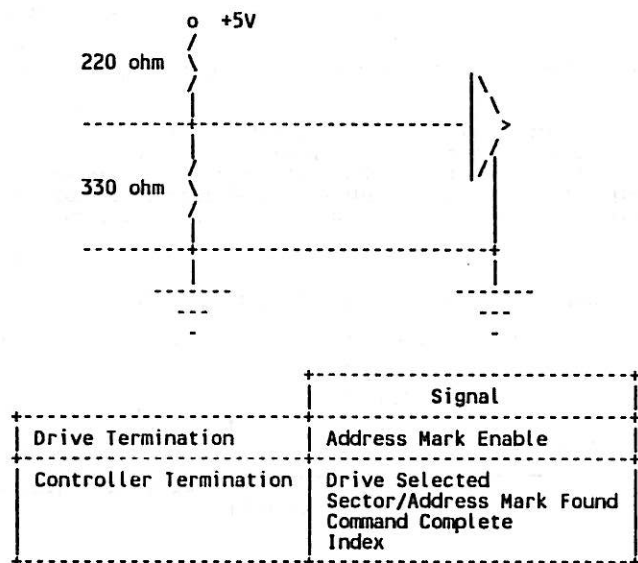 +5V
220 ohm
330 ohm
Signal
Drive Termination
Address Mark Enable
Controller Termination
Drive Selected
Sector/Address Mark Found
Command Complete
Index